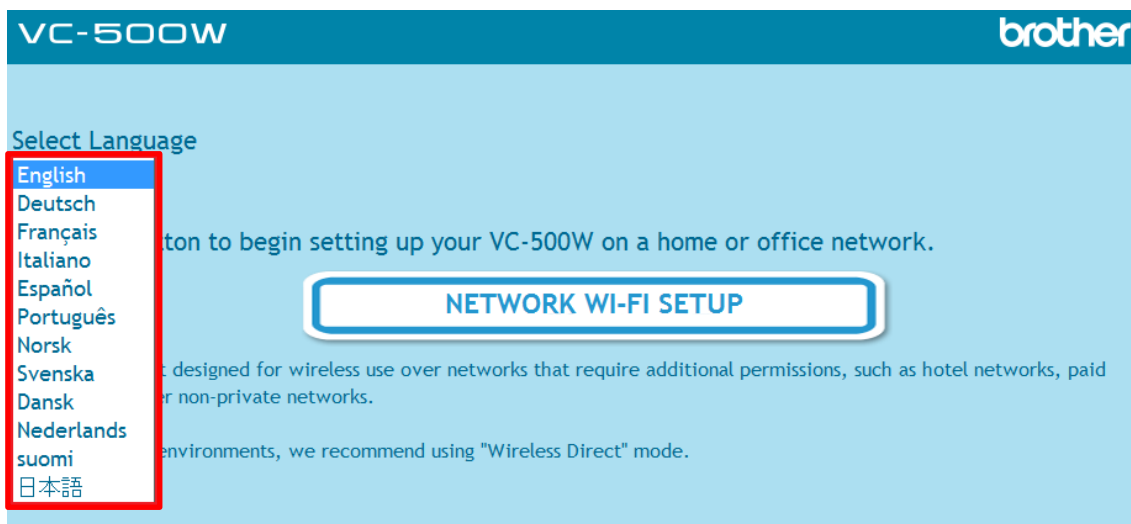 VC-500W
brother
Select Language
English
Deutsch
Français
ton to begin setting up your VC-500W on a home or office network.
Italiano
Español
NETWORK WI-FI SETUP
Português
Norsk
Svenska
designed for wireless use over networks that require additional permissions, such as hotel networks, paid
Dansk
non-private networks.
Nederlands
suomi
environments, we recommend using "Wireless Direct" mode.
日本語